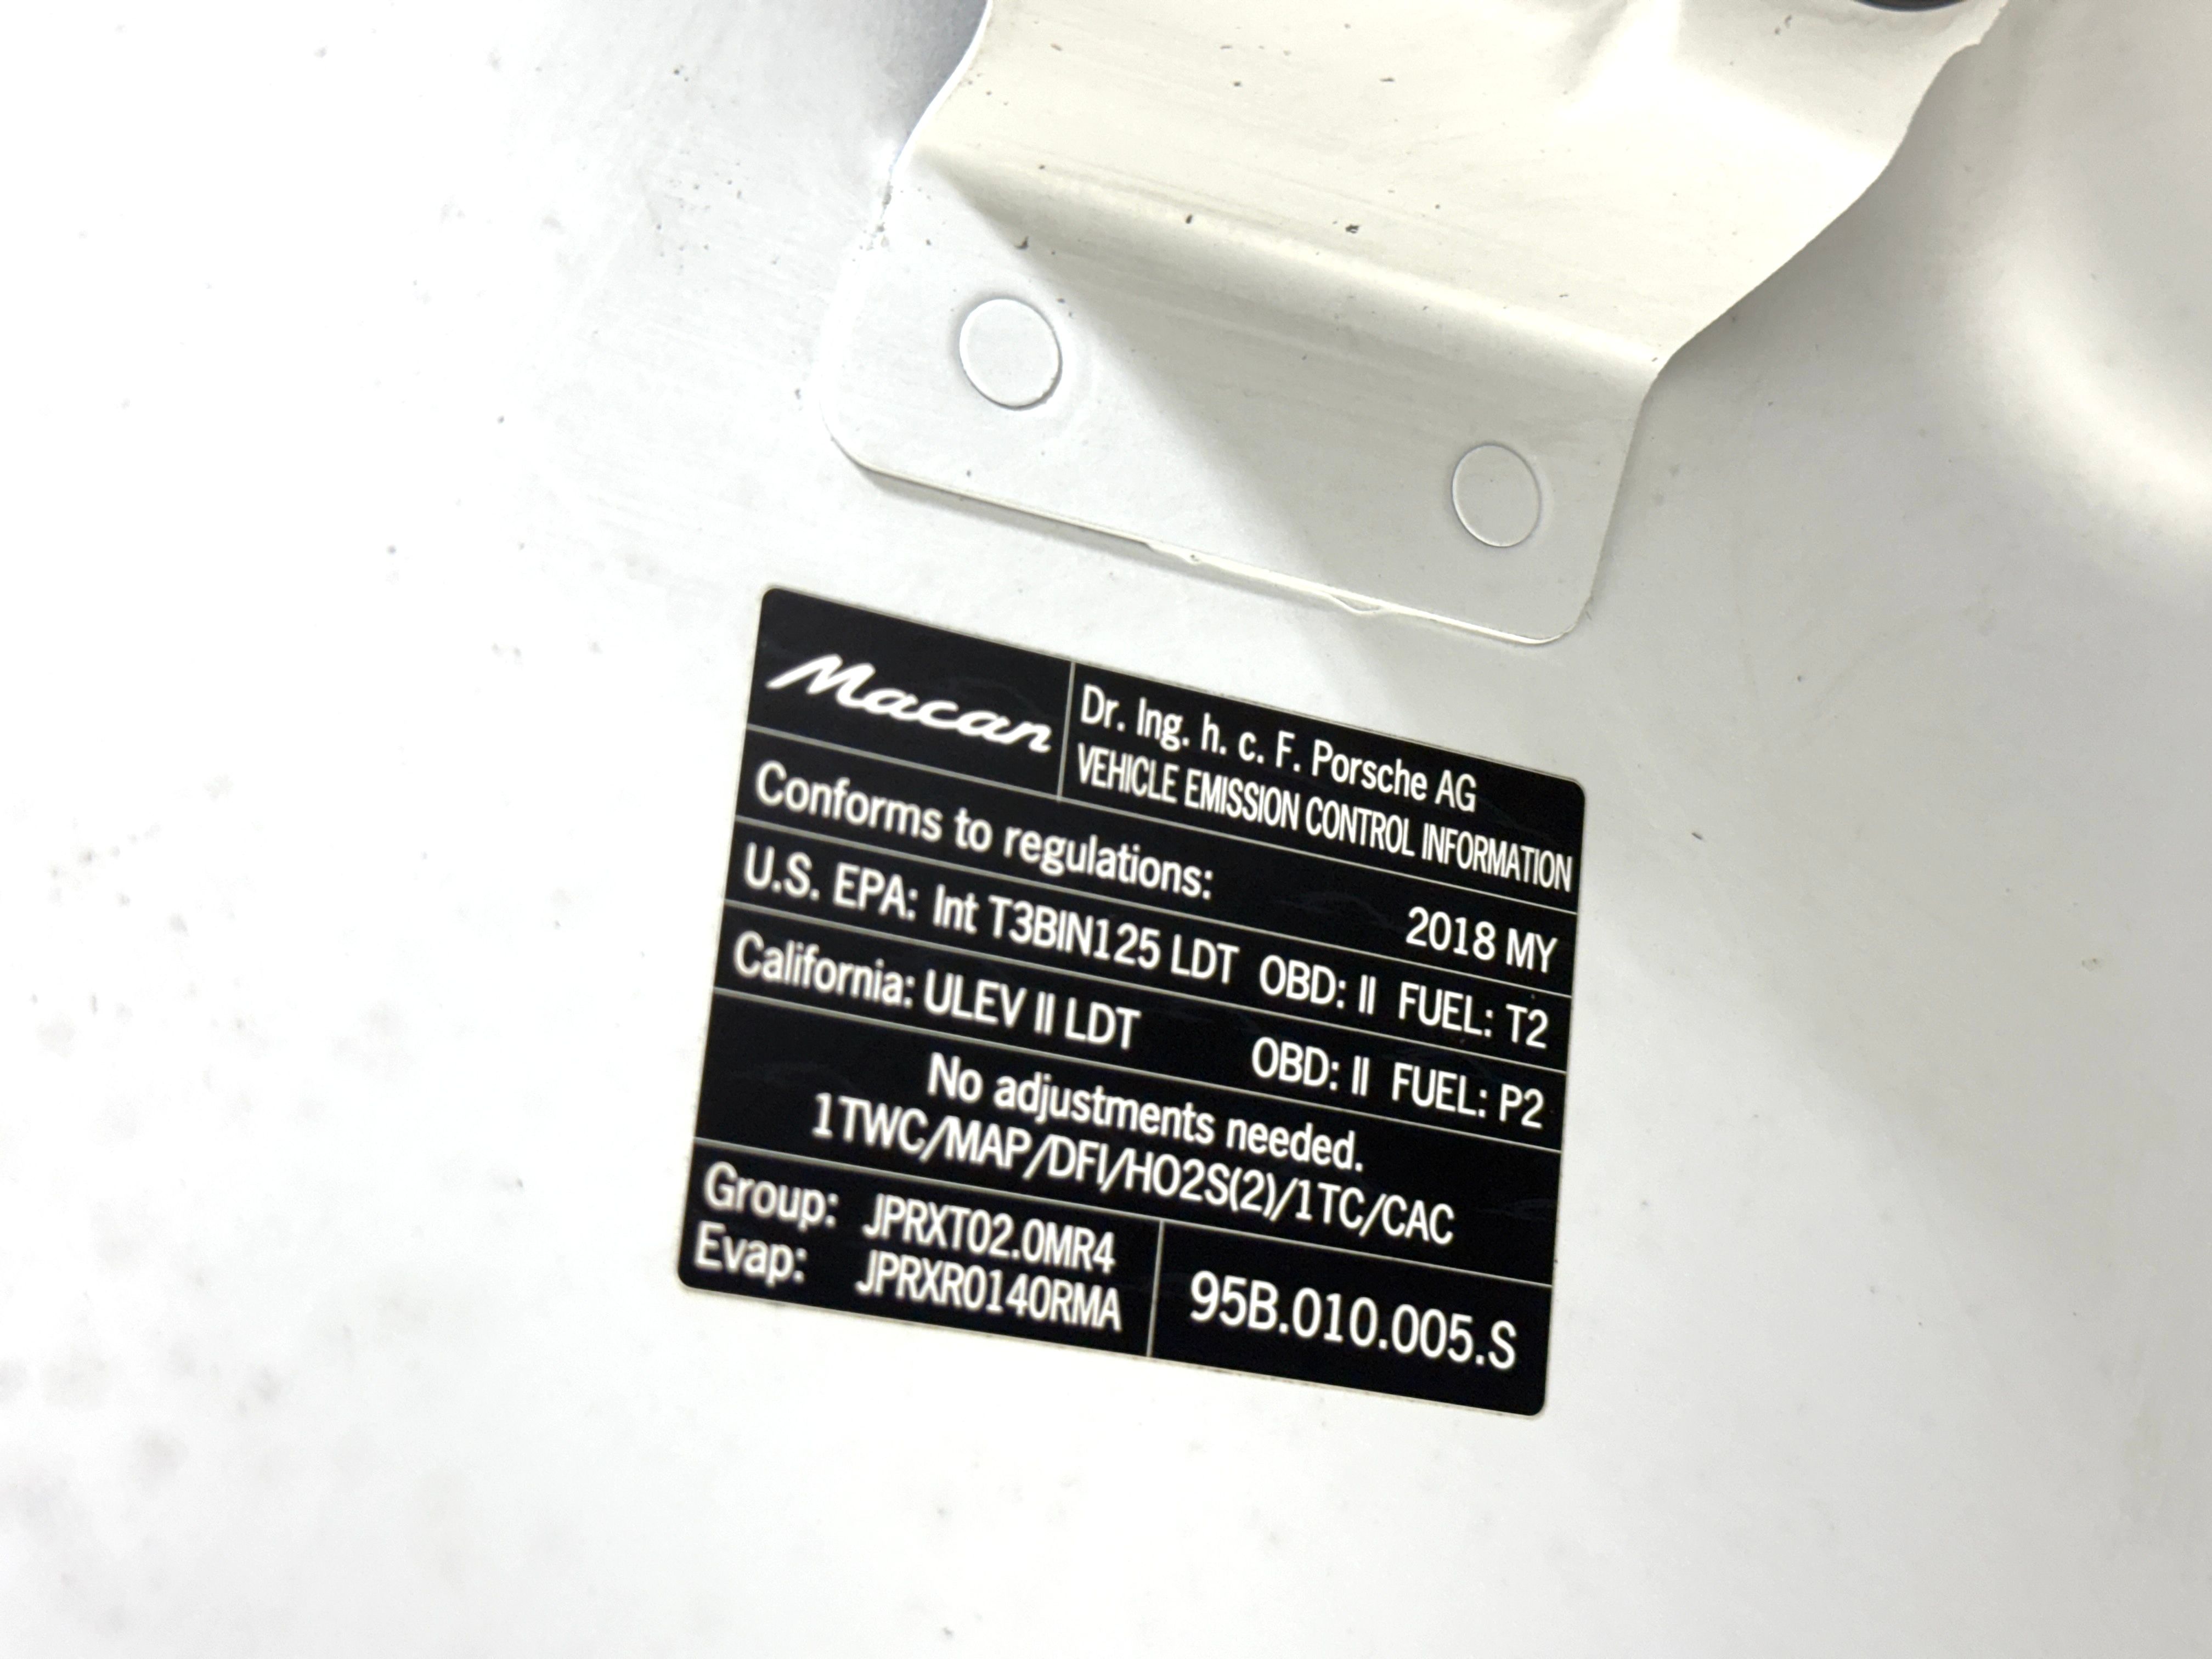 Macan
Dr. Ing. h. c. F. Porsche AG
VEHICLE EMISSION CONTROL INFORMATION
Conforms to regulations: 2018 MY
U.S. EPA: Int T3BIN125 LDT OBD: II FUEL: T2
California: ULEV II LDT OBD: II FUEL: P2
No adjustments needed.
1TWC/MAP/DFI/HO2S(2)/1TC/CAC
Group: JPRXT02.0MR4
Evap: JPRXR0140RMA
95B.010.005.S